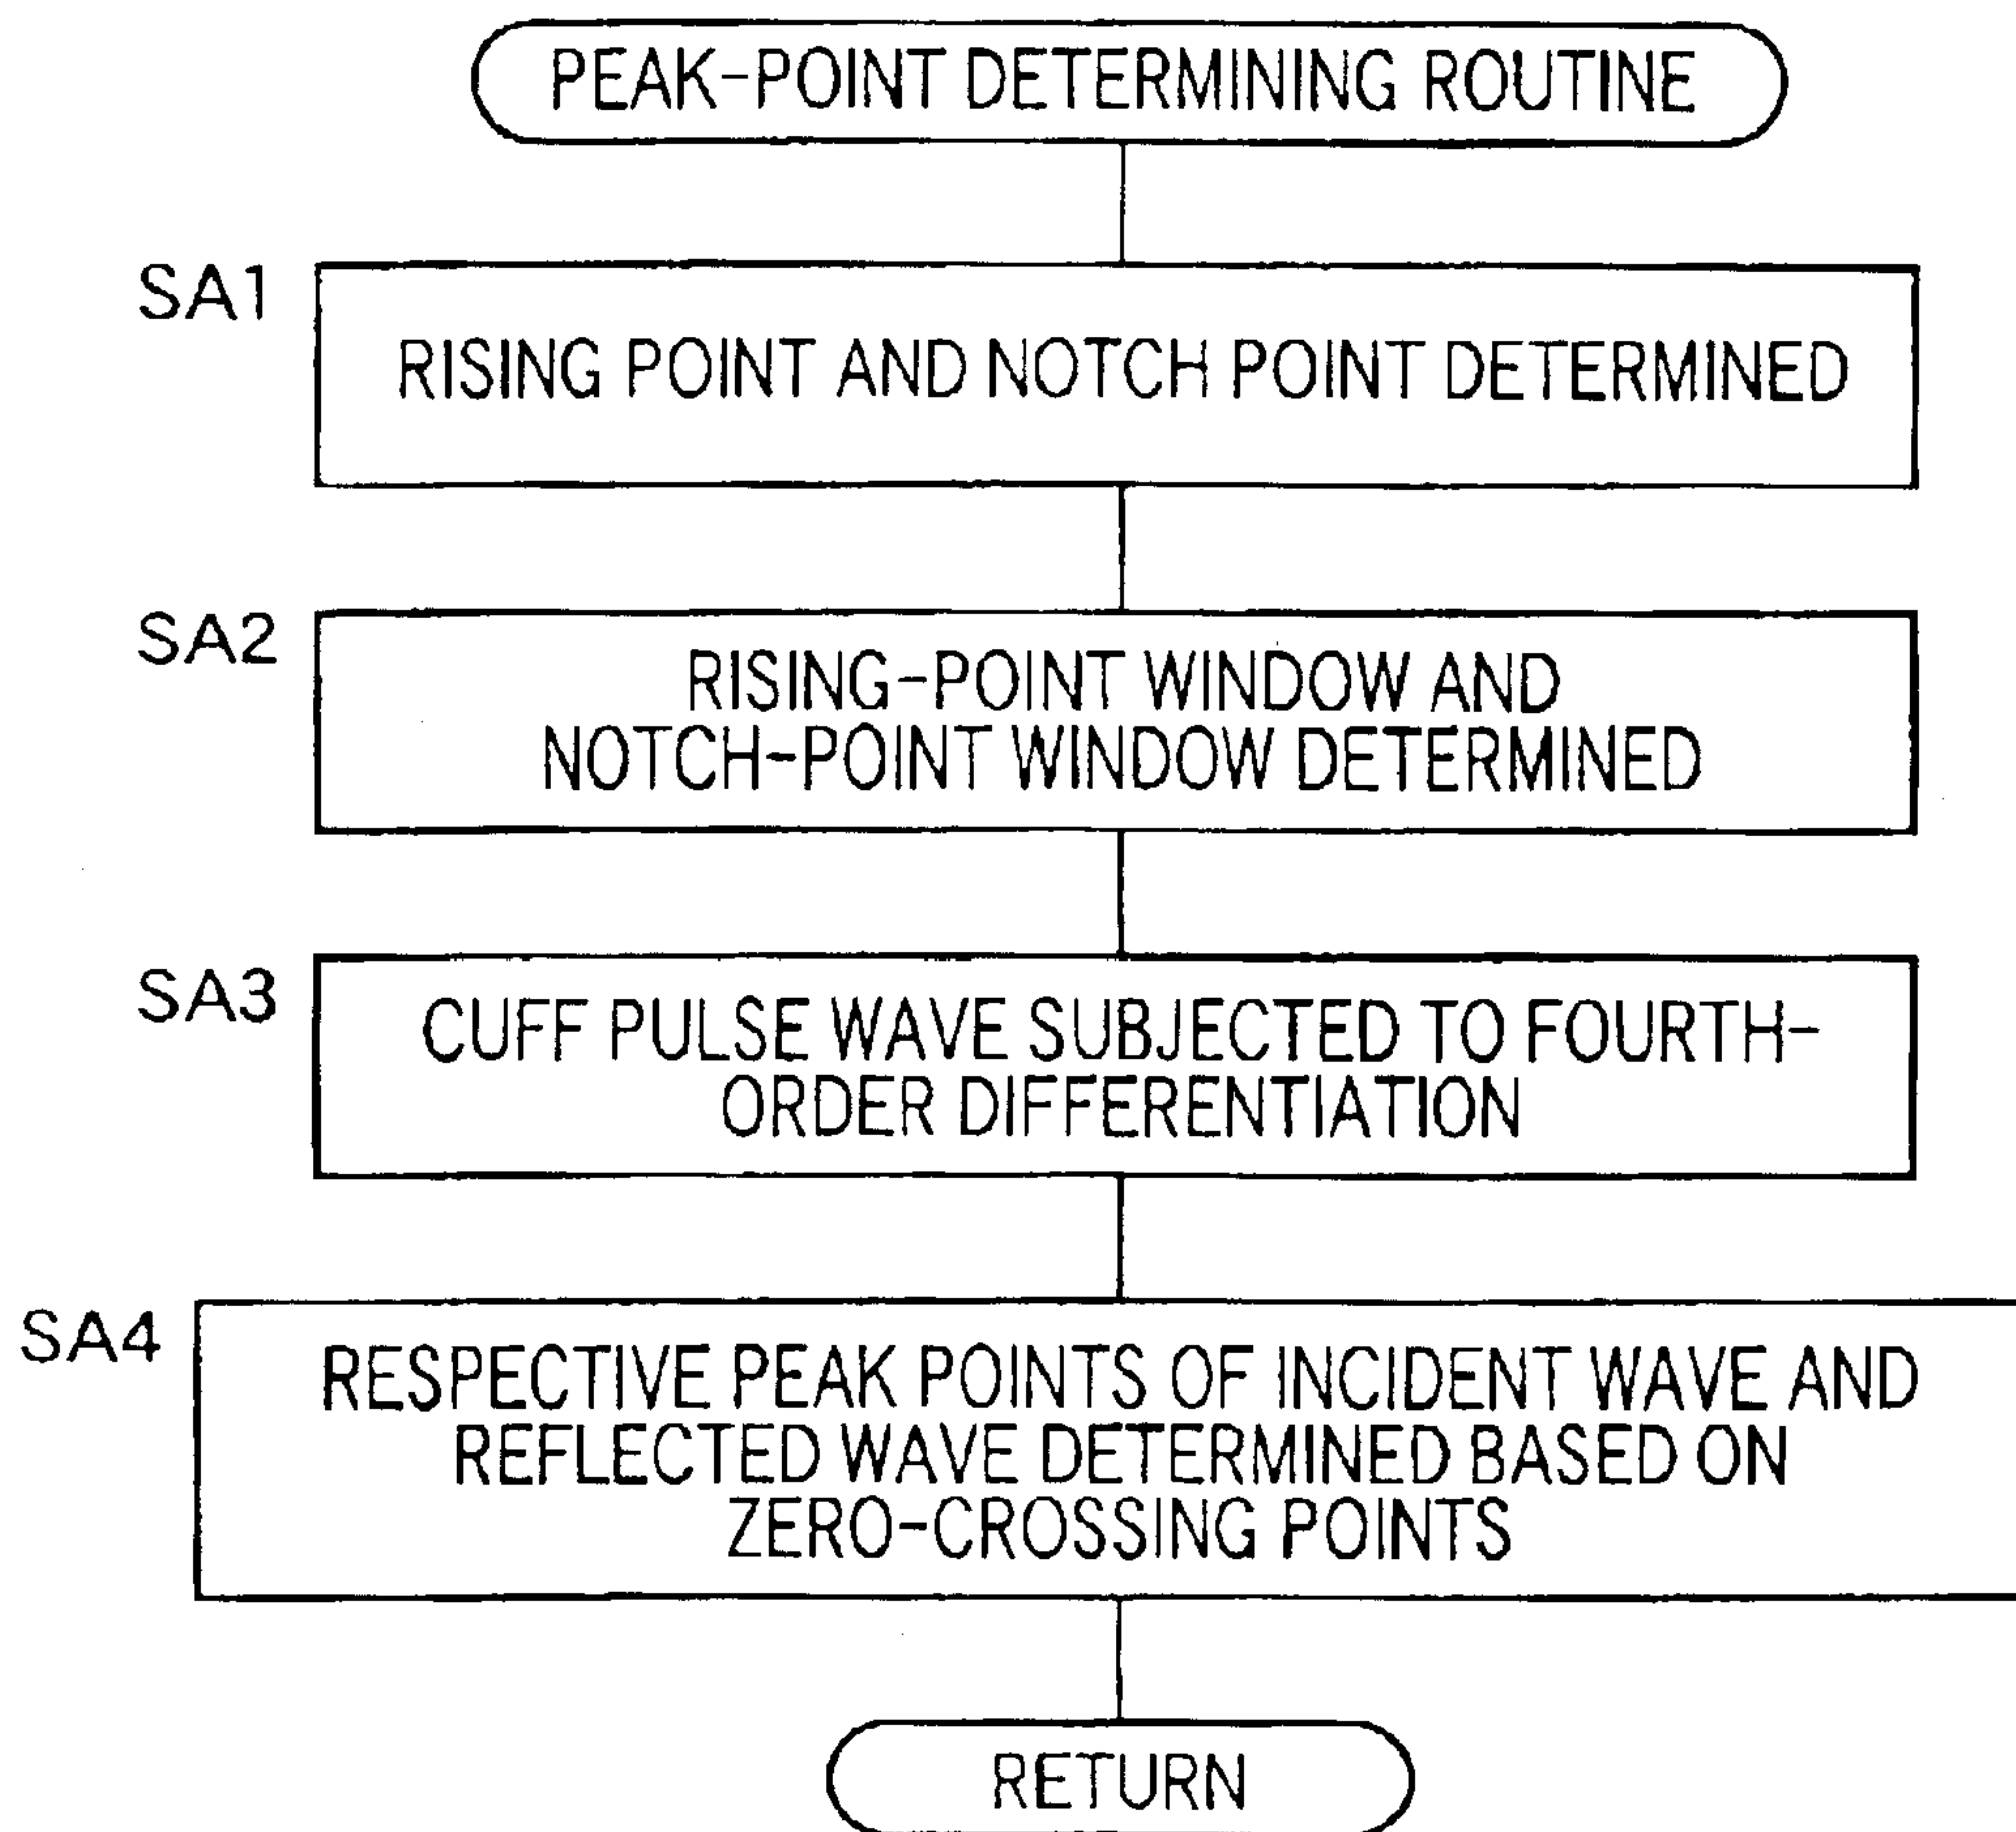 PEAK-POINT DETERMINING ROUTINE
SA1
RISING POINT AND NOTCH POINT DETERMINED
SA2
RISING-POINT WINDOW AND
NOTCH-POINT WINDOW DETERMINED
SA3
CUFF PULSE WAVE SUBJECTED TO FOURTH-
ORDER DIFFERENTIATION
SA4
RESPECTIVE PEAK POINTS OF INCIDENT WAVE AND
REFLECTED WAVE DETERMINED BASED ON
ZERO-CROSSING POINTS
RETURN